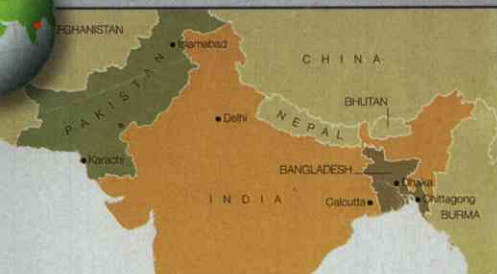 FGHANISTAN
Islamabad
CHINA
PAKISTAN
BHUTAN
Delhi
NEPAL
Karachi
BANGLADESH
Dhaka
INDIA
Calcutta
Chittagong
BURMA